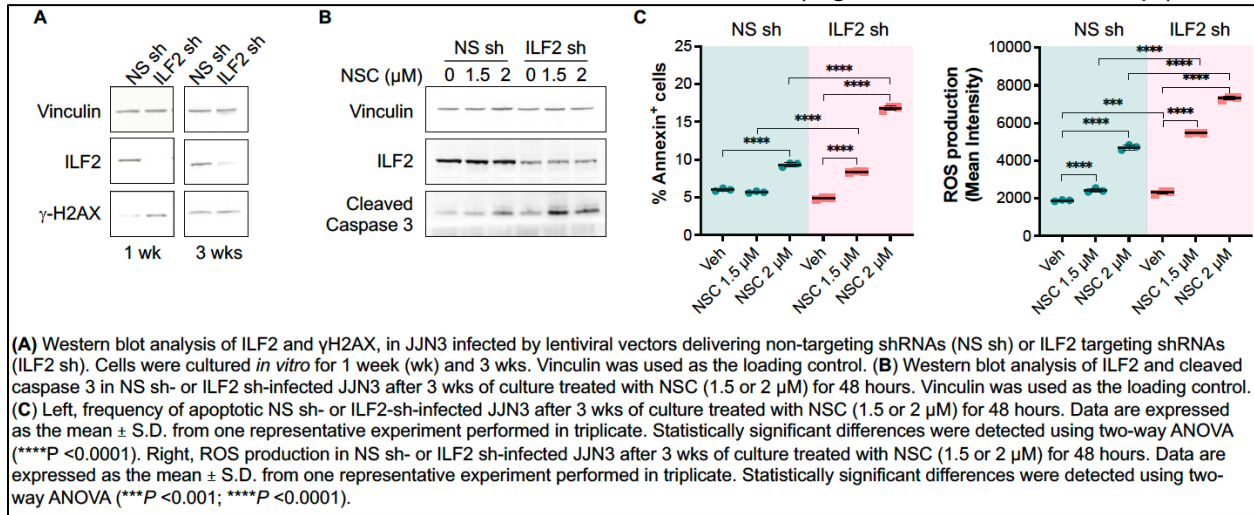 A
NS sh
ILF2 sh
NS sh
ILF2 sh
Vinculin
ILF2
γ-H2AX
1 wk
3 wks
B
NS sh ILF2 sh
NSC (μM) 0 1.5 2 0 1.5 2
Vinculin
ILF2
Cleaved
Caspase 3
C
NS sh ILF2 sh
% Annexin⁺ cells
25
20
15
10
5
0
****
****
****
****
****
Veh
NSC 1.5 μM
NSC 2 μM
Veh
NSC 1.5 μM
NSC 2 μM
NS sh ILF2 sh
ROS production
(Mean Intensity)
10000
8000
6000
4000
2000
0
****
****
****
***
****
****
****
Veh
NSC 1.5 μM
NSC 2 μM
Veh
NSC 1.5 μM
NSC 2 μM
(A) Western blot analysis of ILF2 and γH2AX, in JJN3 infected by lentiviral vectors delivering non-targeting shRNAs (NS sh) or ILF2 targeting shRNAs
(ILF2 sh). Cells were cultured in vitro for 1 week (wk) and 3 wks. Vinculin was used as the loading control. (B) Western blot analysis of ILF2 and cleaved
caspase 3 in NS sh- or ILF2 sh-infected JJN3 after 3 wks of culture treated with NSC (1.5 or 2 μM) for 48 hours. Vinculin was used as the loading control.
(C) Left, frequency of apoptotic NS sh- or ILF2-sh-infected JJN3 after 3 wks of culture treated with NSC (1.5 or 2 μM) for 48 hours. Data are expressed
as the mean ± S.D. from one representative experiment performed in triplicate. Statistically significant differences were detected using two-way ANOVA
(****P <0.0001). Right, ROS production in NS sh- or ILF2 sh-infected JJN3 after 3 wks of culture treated with NSC (1.5 or 2 μM) for 48 hours. Data are
expressed as the mean ± S.D. from one representative experiment performed in triplicate. Statistically significant differences were detected using two-
way ANOVA (***P <0.001; ****P <0.0001).